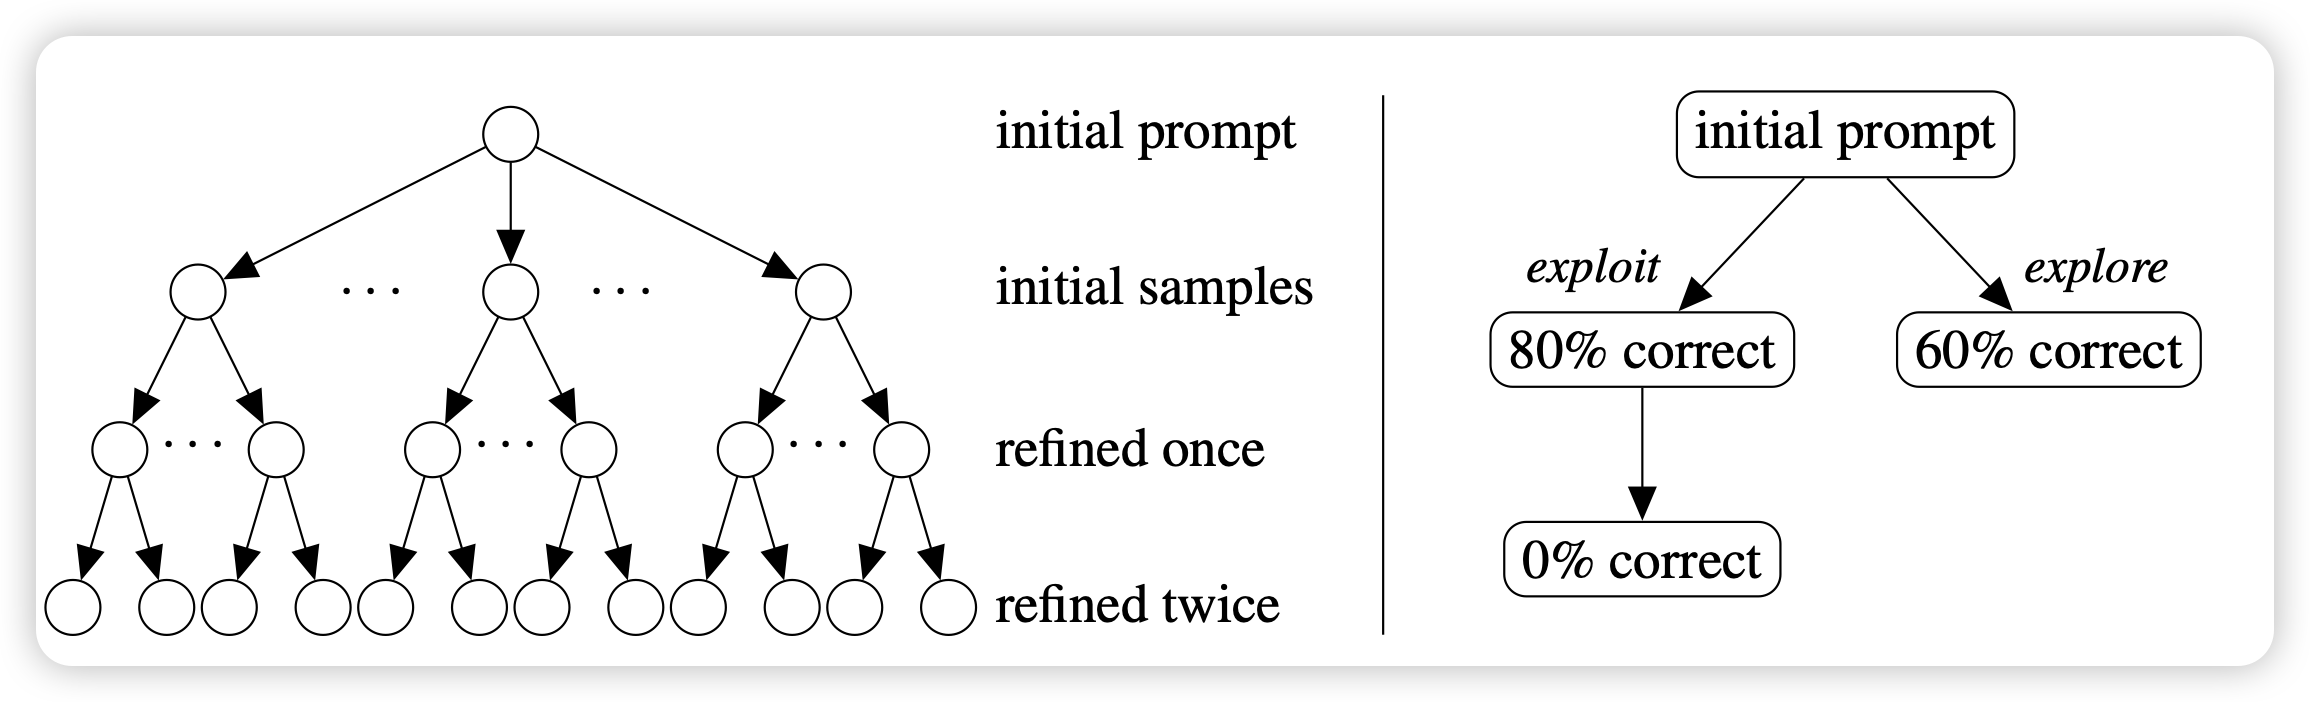 initial prompt
initial samples
refined once
refined twice
initial prompt
exploit
explore
80% correct
60% correct
0% correct